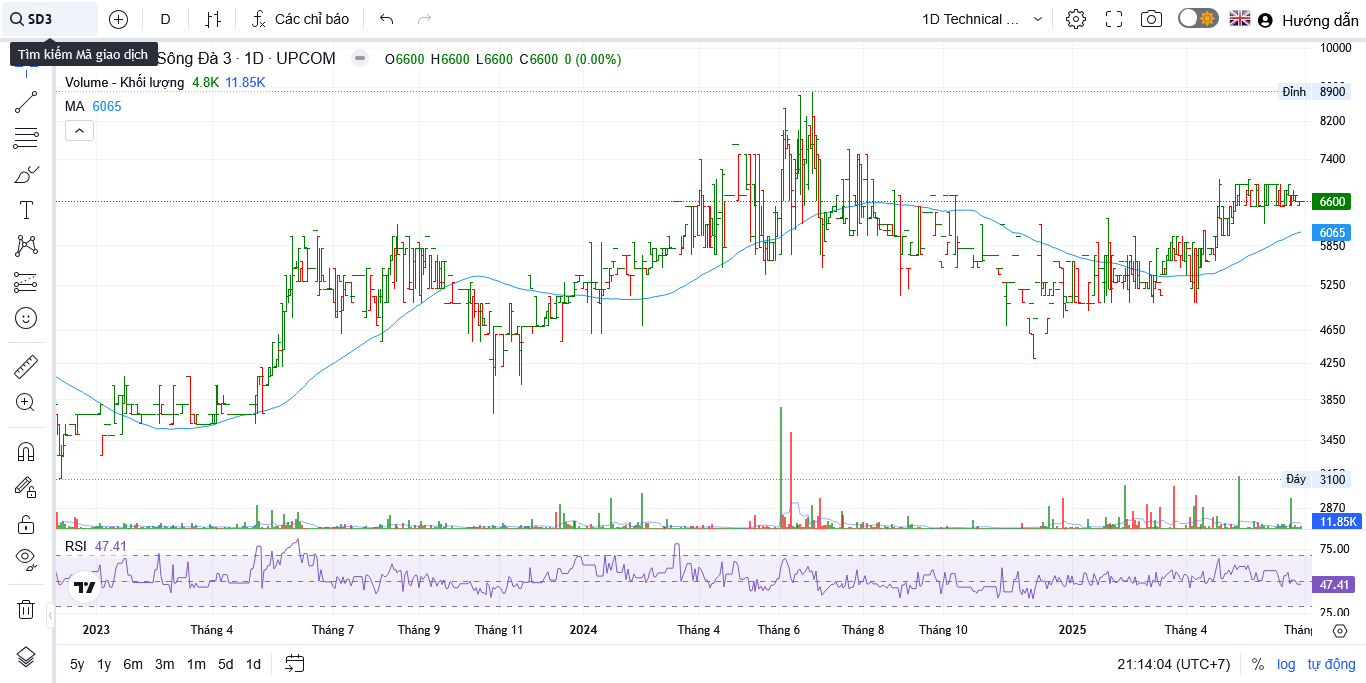 SD3 D Các chỉ báo 1D Technical ... Hướng dẫn
Tìm kiếm Mã giao dịch
Sông Đà 3 · 1D · UPCOM O6600 H6600 L6600 C6600 0 (0.00%)
Volume - Khối lượng 4.8K 11.85K
MA 6065
10000
Đỉnh 8900
8200
7400
6600
6065
5850
5250
4650
4250
3850
3450
Đáy 3100
2870
11.85K
RSI 47.41
75.00
47.41
25.00
2023 Tháng 4 Tháng 7 Tháng 9 Tháng 11 2024 Tháng 4 Tháng 6 Tháng 8 Tháng 10 2025 Tháng 4
5y 1y 6m 3m 1m 5d 1d 21:14:04 (UTC+7) % log tự động